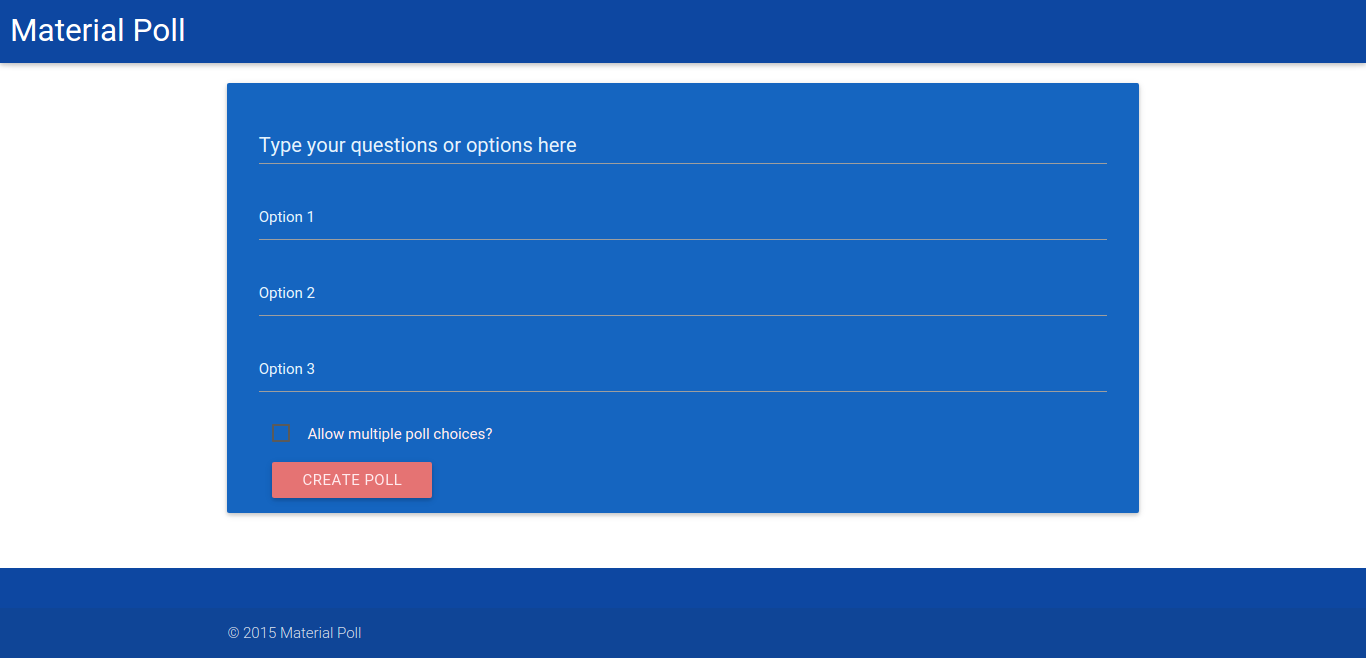 Material Poll
Type your questions or options here
Option 1
Option 2
Option 3
Allow multiple poll choices?
CREATE POLL
© 2015 Material Poll